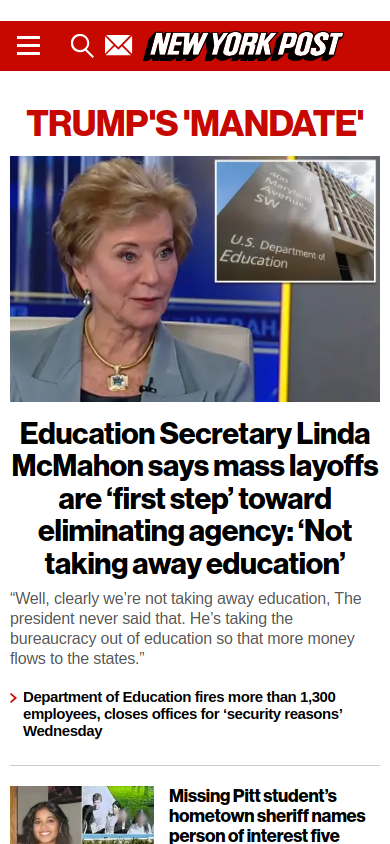 NEW YORK POST
TRUMP'S 'MANDATE'
400
Maryland
Avenue,
SW
U.S. Department of
Education
INGRAH
Education Secretary Linda
McMahon says mass layoffs
are ‘first step’ toward
eliminating agency: ‘Not
taking away education’
“Well, clearly we’re not taking away education, The
president never said that. He’s taking the
bureaucracy out of education so that more money
flows to the states.”
Department of Education fires more than 1,300
employees, closes offices for ‘security reasons’
Wednesday
Missing Pitt student’s
hometown sheriff names
person of interest five